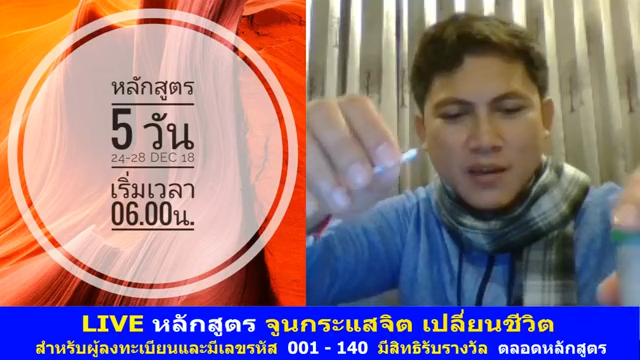 หลักสูตร
5 วัน
24-28 DEC 18
เริ่มเวลา
06.00น.
LIVE หลักสูตร จูนกระแสจิต เปลี่ยนชีวิต
สำหรับผู้ลงทะเบียนและมีเลขรหัส 001 - 140 มีสิทธิรับรางวัล ตลอดหลักสูตร